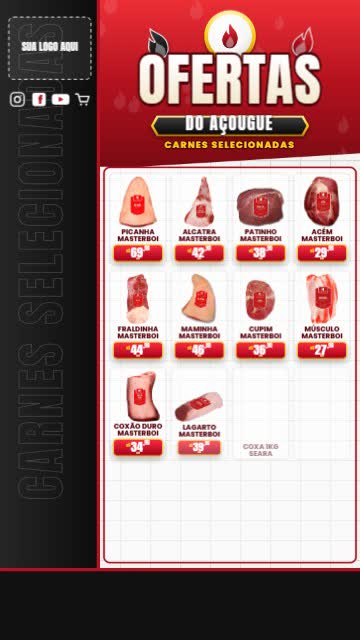 SUA LOGO AQUI
CARNES SELECIONADAS
OFERTAS
DO AÇOUGUE
CARNES SELECIONADAS
PICANHA
MASTERBOI
69
ALCATRA
MASTERBOI
42
PATINHO
MASTERBOI
38
ACÉM
MASTERBOI
29
FRALDINHA
MASTERBOI
44
MAMINHA
MASTERBOI
46
CUPIM
MASTERBOI
36
MÚSCULO
MASTERBOI
27
COXÃO DURO
MASTERBOI
34
LAGARTO
MASTERBOI
39
COXA 1KG
SEARA